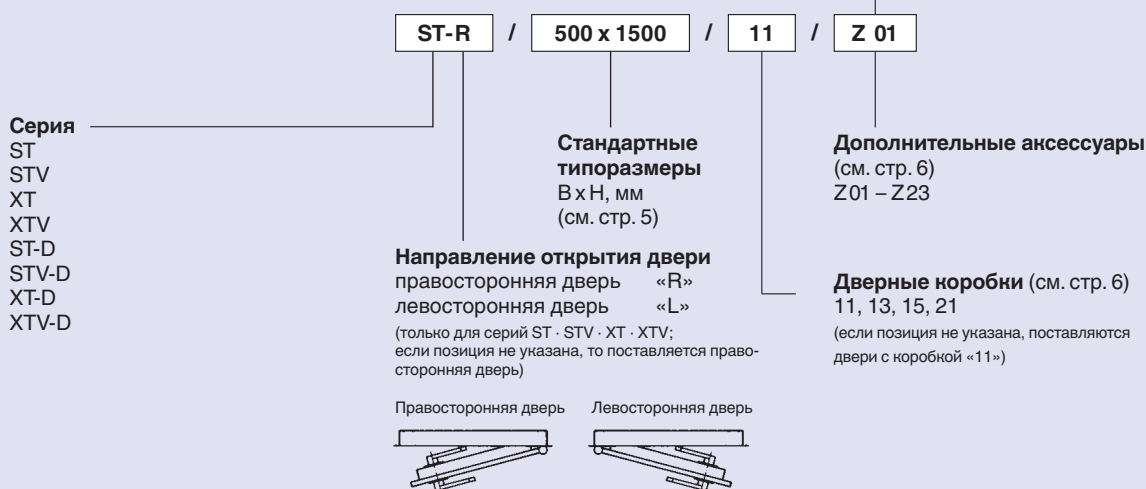 ST-R / 500 x 1500 / 11 / Z 01
Серия
ST
STV
XT
XTV
ST-D
STV-D
XT-D
XTV-D
Стандартные
типоразмеры
B x H, мм
(см. стр. 5)
Дополнительные аксессуары
(см. стр. 6)
Z01 – Z23
Направление открытия двери
правосторонняя дверь «R»
левосторонняя дверь «L»
(только для серий ST · STV · XT · XTV;
если позиция не указана, то поставляется право-
сторонняя дверь)
Дверные коробки (см. стр. 6)
11, 13, 15, 21
(если позиция не указана, поставляются
двери с коробкой «11»)
Правосторонняя дверь Левосторонняя дверь